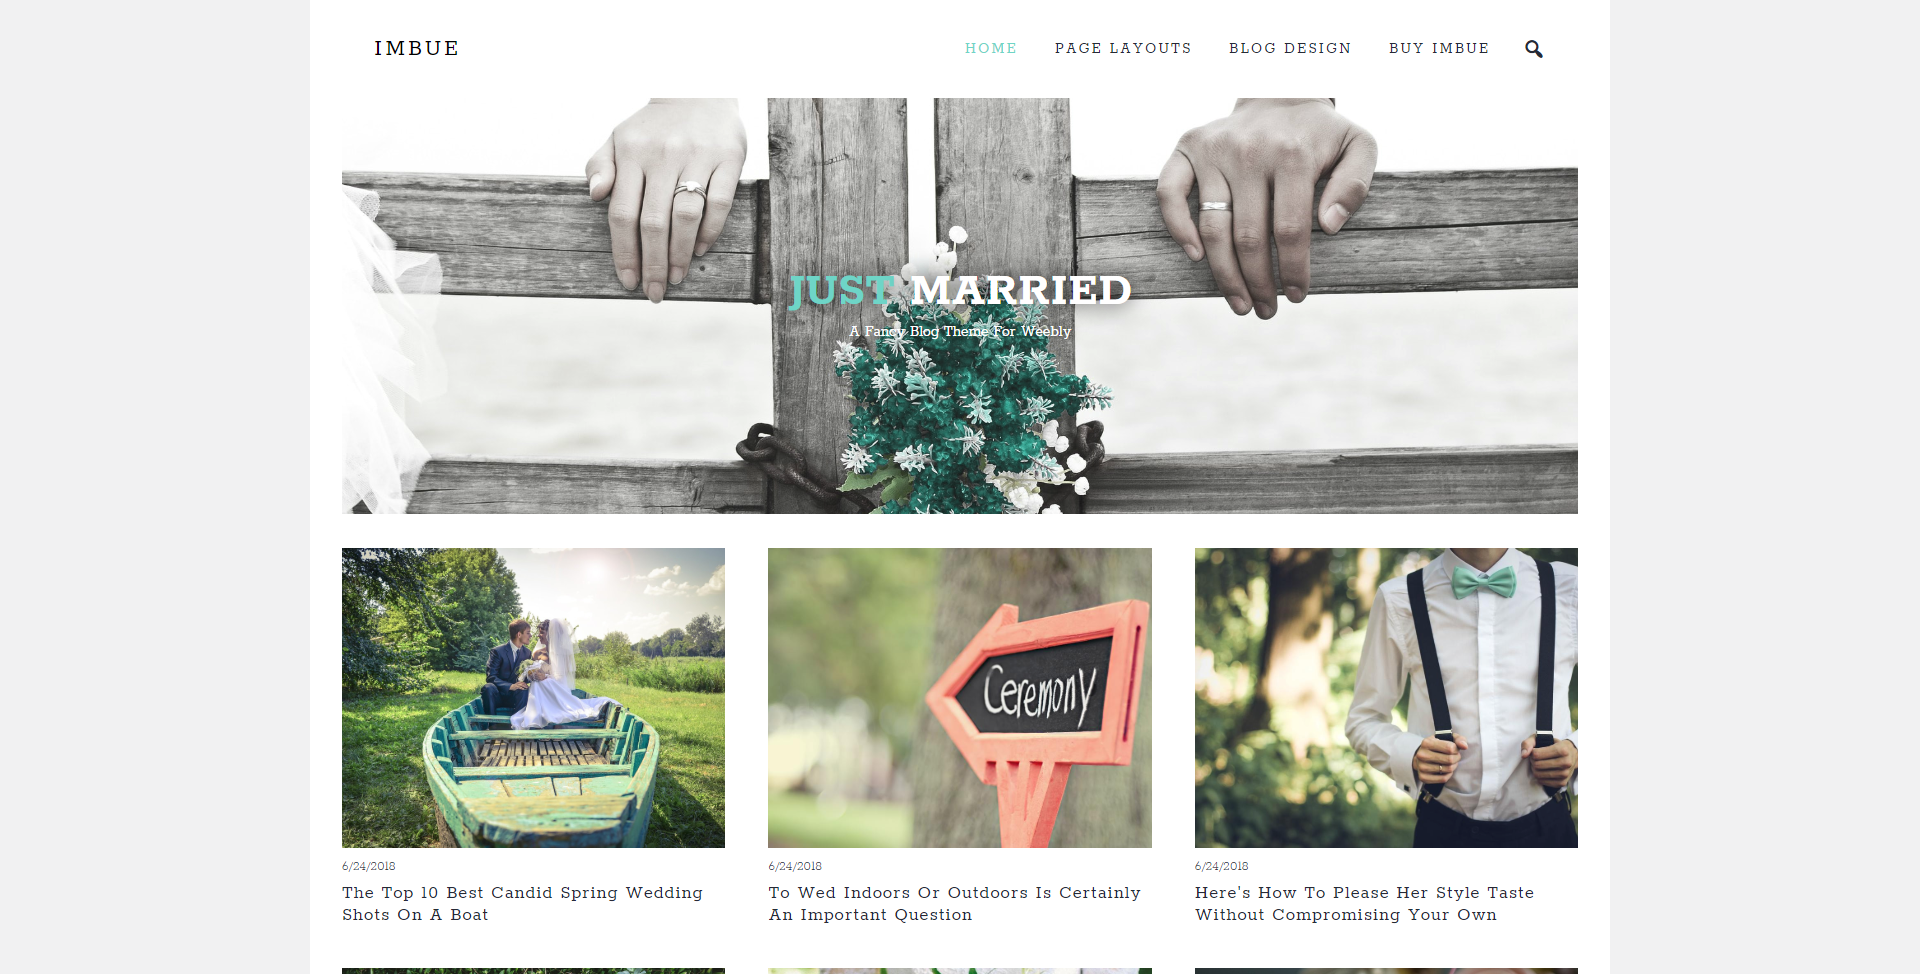 IMBUE
HOME PAGE LAYOUTS BLOG DESIGN BUY IMBUE
JUST MARRIED
A Fancy Blog Theme For Weebly
Ceremony
6/24/2018
The Top 10 Best Candid Spring Wedding
Shots On A Boat
6/24/2018
To Wed Indoors Or Outdoors Is Certainly
An Important Question
6/24/2018
Here's How To Please Her Style Taste
Without Compromising Your Own